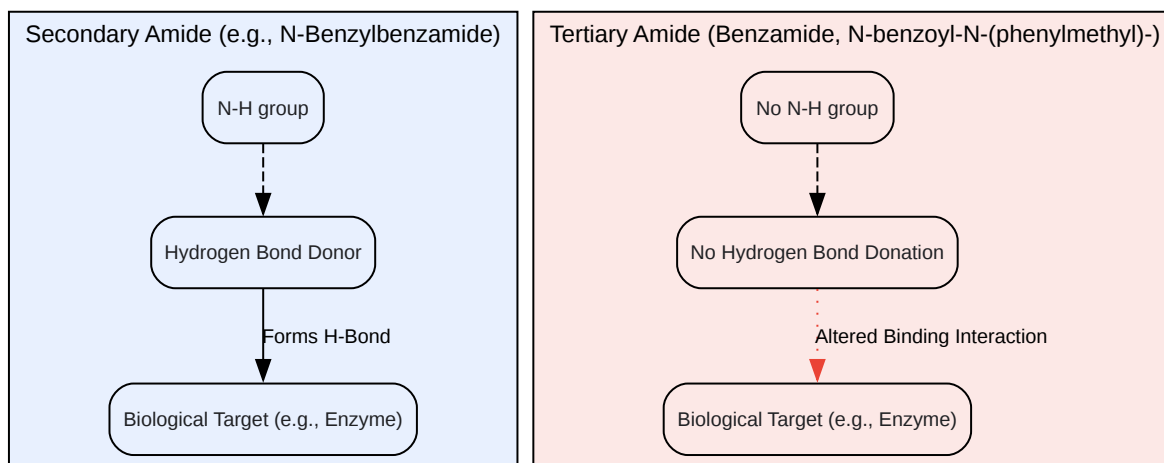 Secondary Amide (e.g., N-Benzylbenzamide)
N-H group
Hydrogen Bond Donor
Forms H-Bond
Biological Target (e.g., Enzyme)
Tertiary Amide (Benzamide, N-benzoyl-N-(phenylmethyl)-)
No N-H group
No Hydrogen Bond Donation
Altered Binding Interaction
Biological Target (e.g., Enzyme)